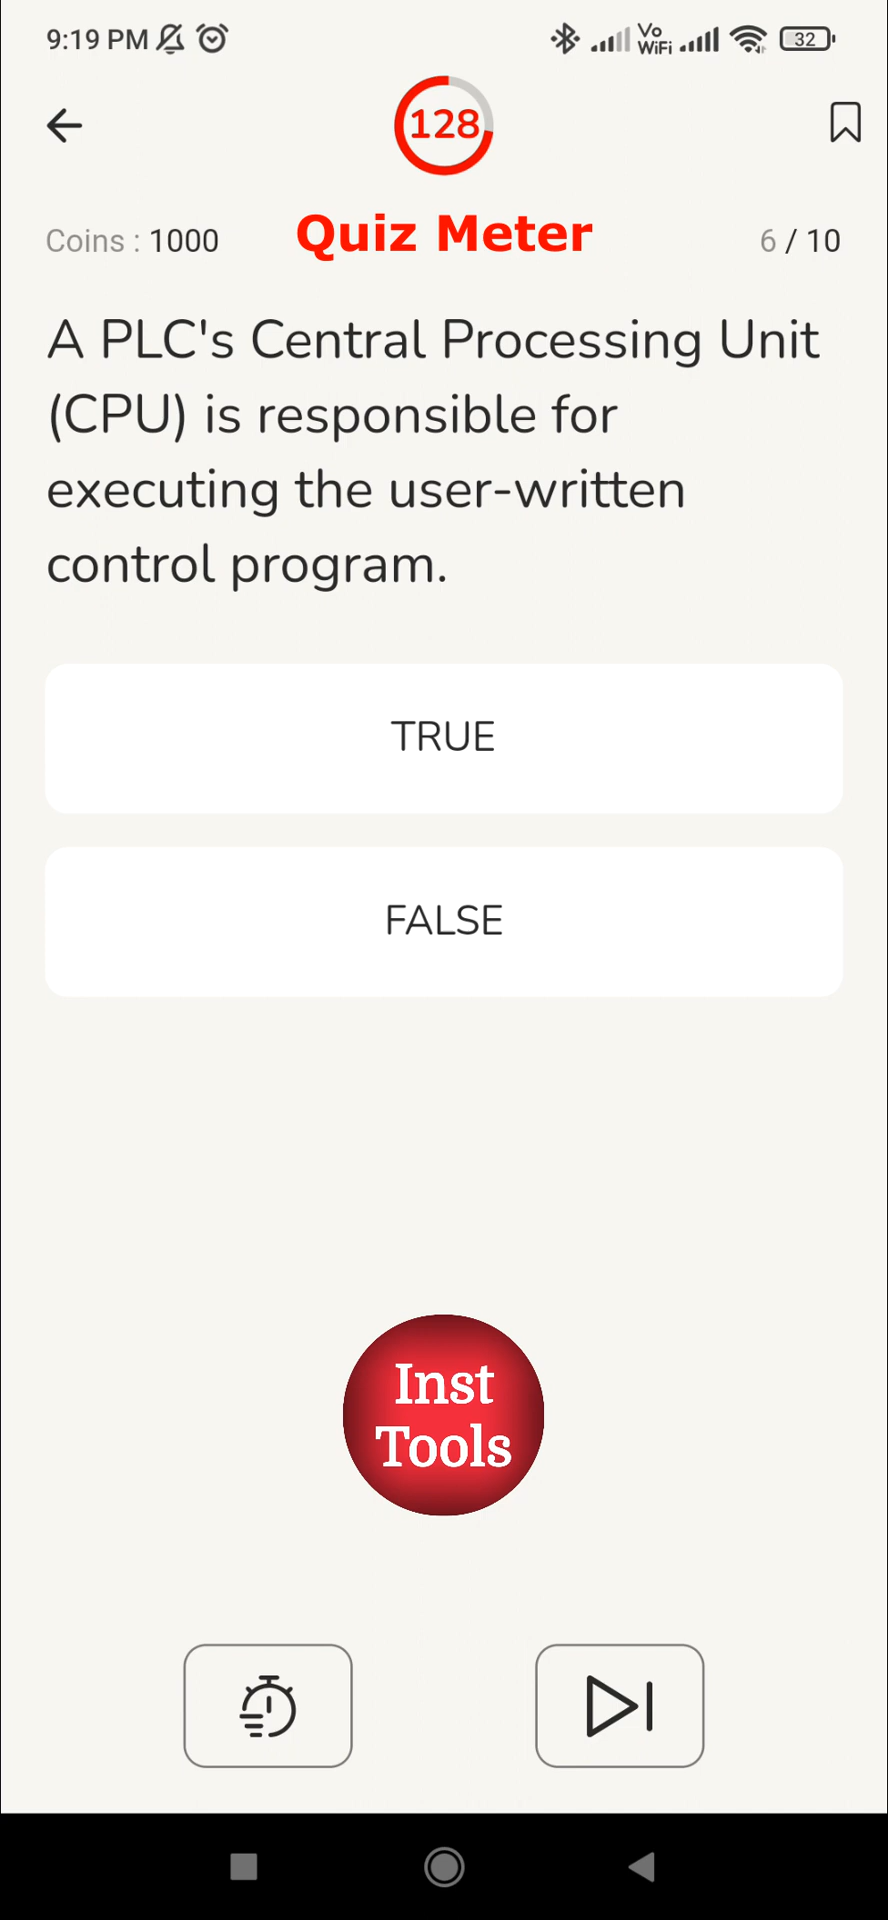 9:19 PM
Vo
WiFi
32
128
Coins : 1000
Quiz Meter
6 / 10
A PLC's Central Processing Unit
(CPU) is responsible for
executing the user-written
control program.
TRUE
FALSE
Inst
Tools